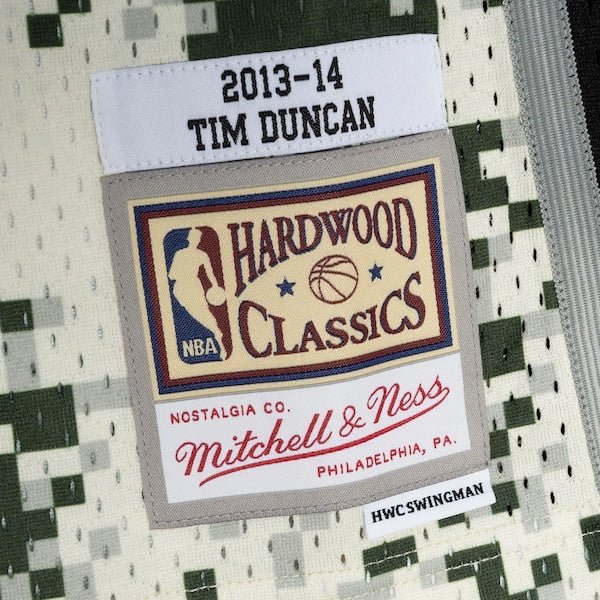 2013-14
TIM DUNCAN
HARDWOOD
CLASSICS
NBA
NOSTALGIA CO.
Mitchell & Ness
PHILADELPHIA, PA.
HWC SWINGMAN